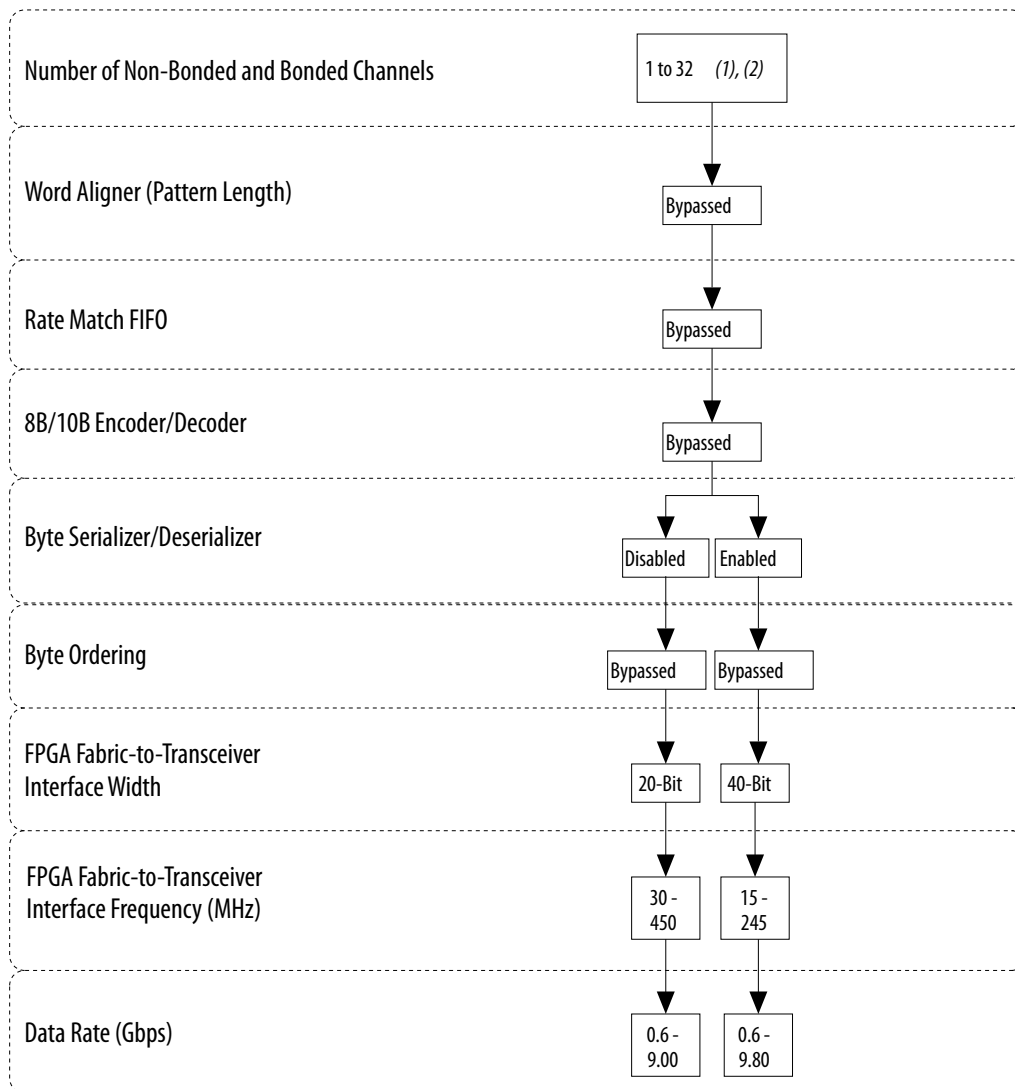 Number of Non-Bonded and Bonded Channels
1 to 32 (1), (2)
Word Aligner (Pattern Length)
Bypassed
Rate Match FIFO
Bypassed
8B/10B Encoder/Decoder
Bypassed
Byte Serializer/Deserializer
Disabled
Enabled
Byte Ordering
Bypassed
Bypassed
FPGA Fabric-to-Transceiver
Interface Width
20-Bit
40-Bit
FPGA Fabric-to-Transceiver
Interface Frequency (MHz)
30 -
450
15 -
245
Data Rate (Gbps)
0.6 -
9.00
0.6 -
9.80